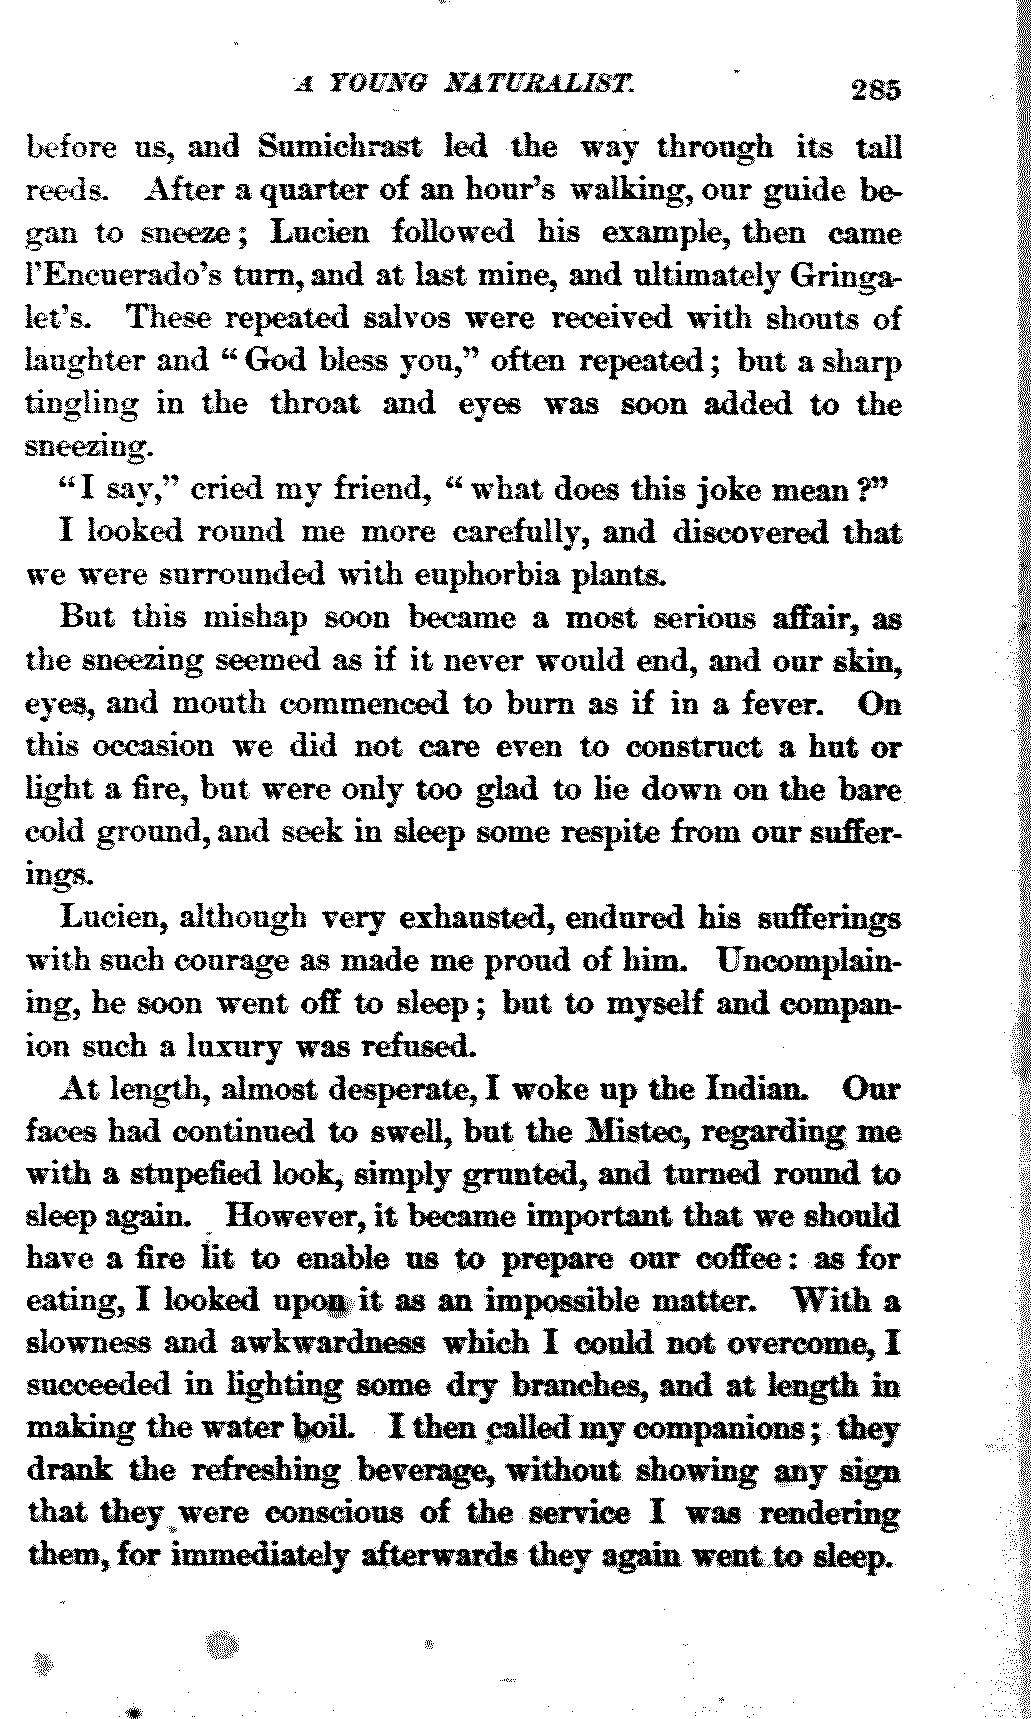 A YOUNG NATURALIST. 285
before us, and Sumichrast led the way through its tall
reeds. After a quarter of an hour's walking, our guide be-
gan to sneeze; Lucien followed his example, then came
l'Encuerado's turn, and at last mine, and ultimately Gringa-
let's. These repeated salvos were received with shouts of
laughter and "God bless you," often repeated; but a sharp
tingling in the throat and eyes was soon added to the
sneezing.
"I say," cried my friend, "what does this joke mean?"
I looked round me more carefully, and discovered that
we were surrounded with euphorbia plants.
But this mishap soon became a most serious affair, as
the sneezing seemed as if it never would end, and our skin,
eyes, and mouth commenced to burn as if in a fever. On
this occasion we did not care even to construct a hut or
light a fire, but were only too glad to lie down on the bare
cold ground, and seek in sleep some respite from our suffer-
ings.
Lucien, although very exhausted, endured his sufferings
with such courage as made me proud of him. Uncomplain-
ing, he soon went off to sleep; but to myself and compan-
ion such a luxury was refused.
At length, almost desperate, I woke up the Indian. Our
faces had continued to swell, but the Mistec, regarding me
with a stupefied look, simply grunted, and turned round to
sleep again. However, it became important that we should
have a fire lit to enable us to prepare our coffee: as for
eating, I looked upon it as an impossible matter. With a
slowness and awkwardness which I could not overcome, I
succeeded in lighting some dry branches, and at length in
making the water boil. I then called my companions; they
drank the refreshing beverage, without showing any sign
that they were conscious of the service I was rendering
them, for immediately afterwards they again went to sleep.